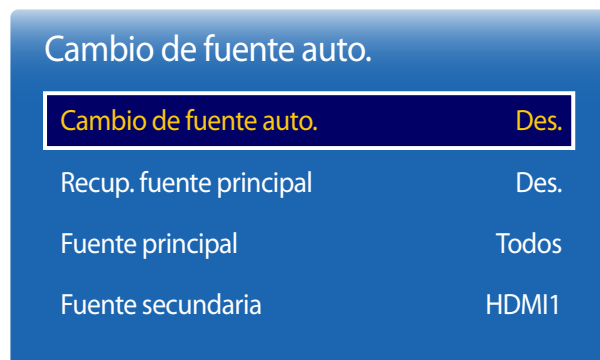 Cambio de fuente auto.
Cambio de fuente auto. Des.
Recup. fuente principal Des.
Fuente principal Todos
Fuente secundaria HDMI1